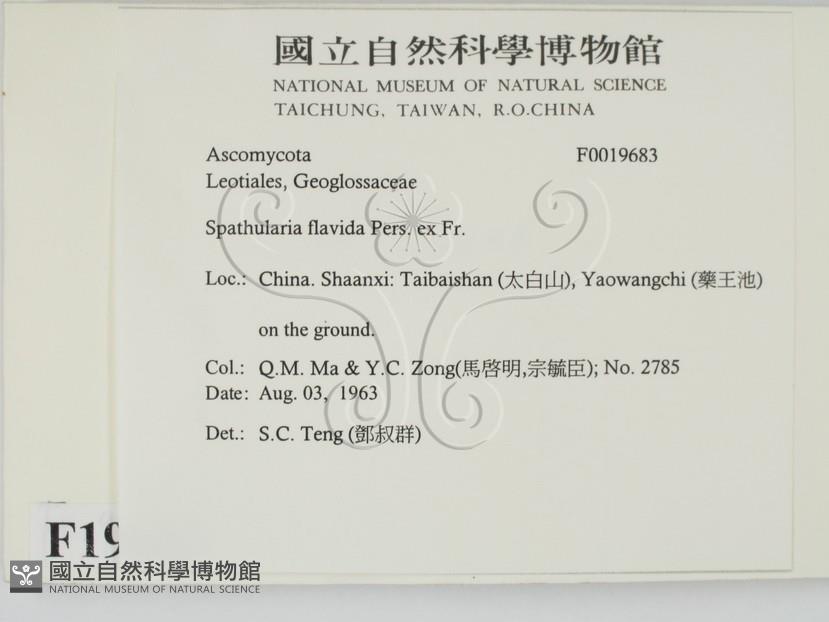 國立自然科學博物館
NATIONAL MUSEUM OF NATURAL SCIENCE
TAICHUNG, TAIWAN, R.O.CHINA
Ascomycota F0019683
Leotiales, Geoglossaceae
Spathularia flavida Pers. ex Fr.
Loc.: China. Shaanxi: Taibaishan (太白山), Yaowangchi (藥王池)
on the ground.
Col.: Q.M. Ma & Y.C. Zong(馬啓明,宗毓臣); No. 2785
Date: Aug. 03, 1963
Det.: S.C. Teng (鄧叔群)
F19
國立自然科學博物館
NATIONAL MUSEUM OF NATURAL SCIENCE